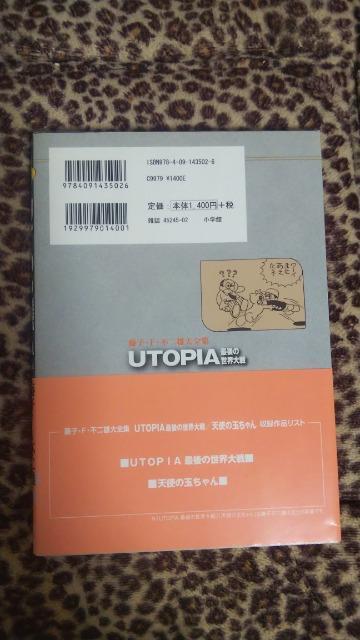 ISBN978-4-09-143502-6
C9979 ¥1400E
9784091435026
定価：本体1,400円＋税
雑誌 45245-02 小学館
1929979014001
???
藤子・F・不二雄大全集
UTOPIA 最後の
世界大戦
藤子・F・不二雄大全集 UTOPIA 最後の世界大戦／天使の玉ちゃん 収録作品リスト
■UTOPIA 最後の世界大戦■
■天使の玉ちゃん■